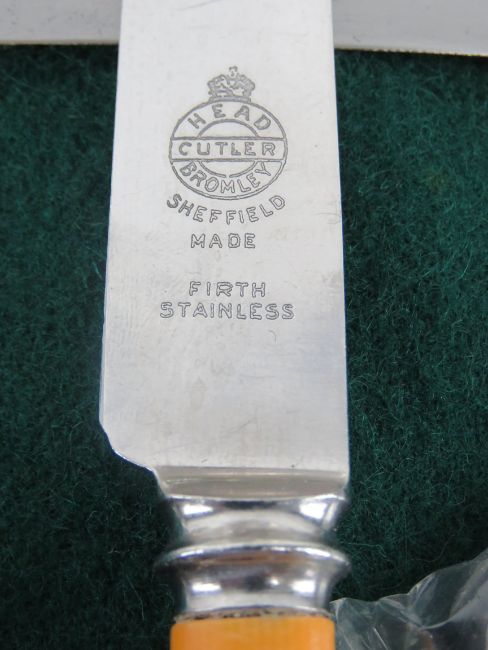 HEAD
CUTLER
BROMLEY
SHEFFIELD
MADE
FIRTH
STAINLESS